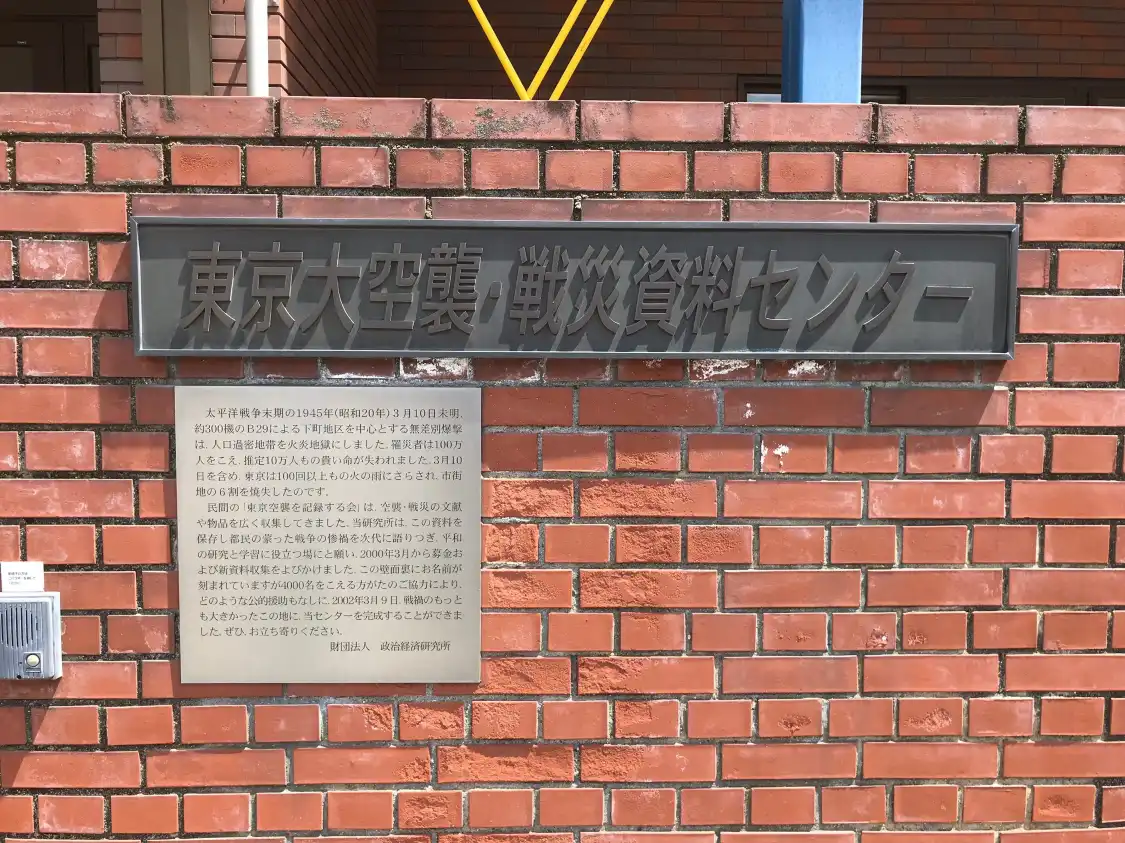 東京大空襲・戦災資料センター
太平洋戦争末期の1945年(昭和20年)3月10日未明、
約300機のB29による下町地区を中心とする無差別爆撃
は、人口過密地帯を火炎地獄にしました。罹災者は100万
人をこえ、推定10万人もの貴い命が失われました。3月10
日を含め、東京は100回以上もの火の雨にさらされ、市街
地の6割を焼失したのです。
民間の「東京空襲を記録する会」は、空襲・戦災の文献
や物品を広く収集してきました。当研究所は、この資料を
保存し都民の蒙った戦争の惨禍を次代に語りつぎ、平和
の研究と学習に役立つ場にと願い、2000年3月から募金お
よび新資料収集をよびかけました。この壁面裏にお名前が
刻まれていますが4000名をこえる方がたのご協力により、
どのような公的援助もなしに、2002年3月9日、戦禍のもっと
も大きかったこの地に、当センターを完成することができま
した。ぜひ、お立ち寄りください。
財団法人 政治経済研究所